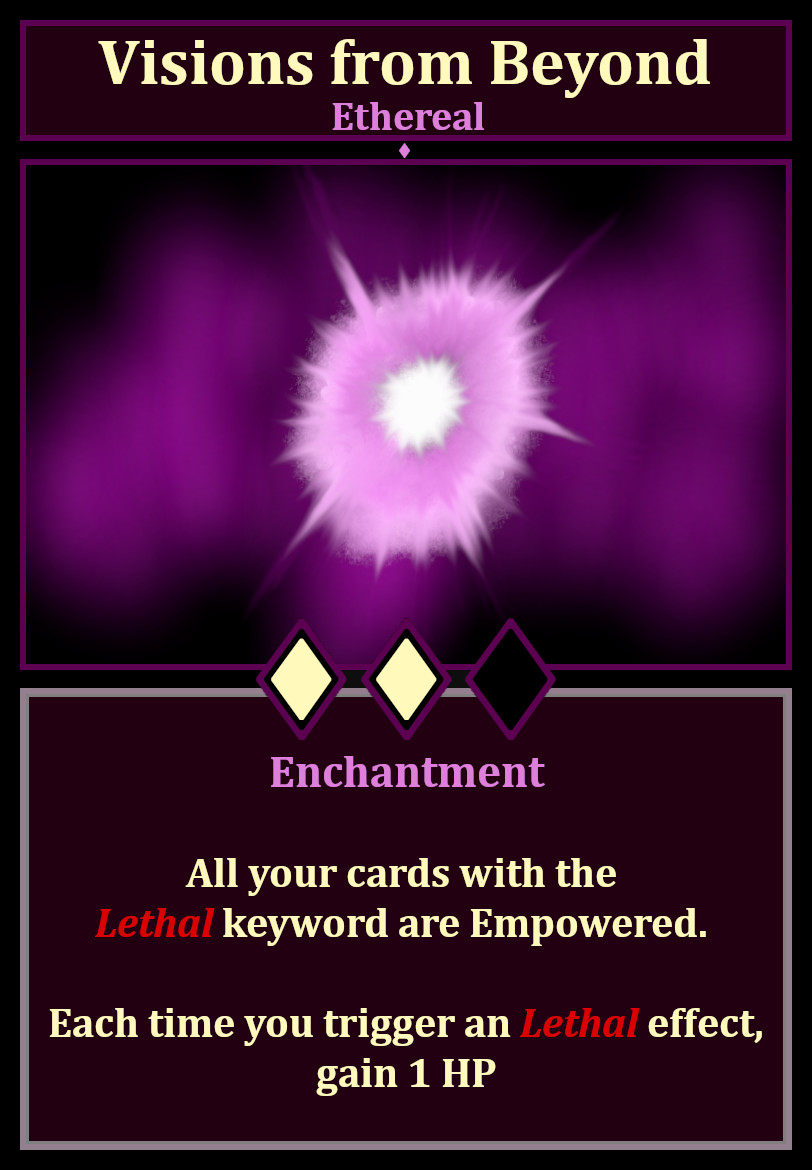 Visions from Beyond
Ethereal
Enchantment
All your cards with the
Lethal keyword are Empowered.
Each time you trigger an Lethal effect,
gain 1 HP